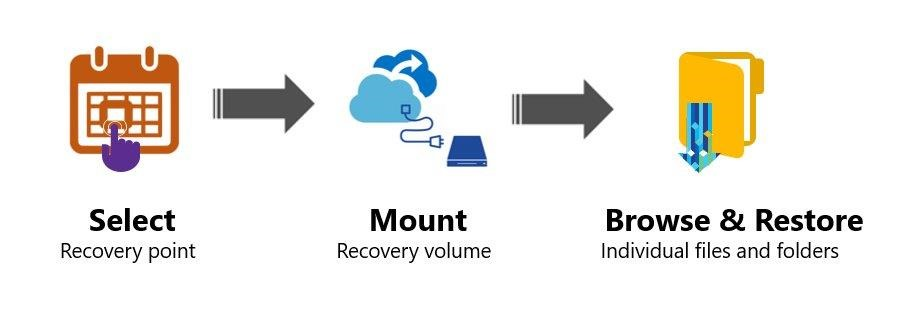 Select
Recovery point
Mount
Recovery volume
Browse & Restore
Individual files and folders